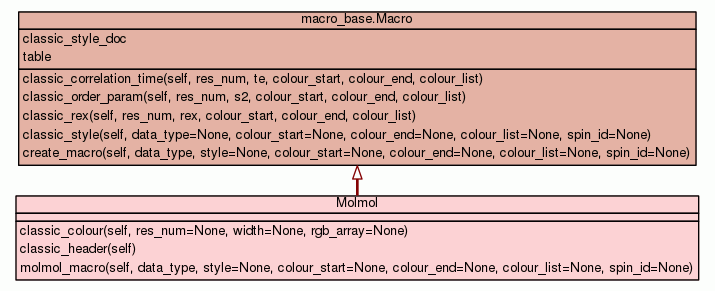 macro_base.Macro
classic_style_doc
table
classic_correlation_time(self, res_num, te, colour_start, colour_end, colour_list)
classic_order_param(self, res_num, s2, colour_start, colour_end, colour_list)
classic_rex(self, res_num, rex, colour_start, colour_end, colour_list)
classic_style(self, data_type=None, colour_start=None, colour_end=None, colour_list=None, spin_id=None)
create_macro(self, data_type, style=None, colour_start=None, colour_end=None, colour_list=None, spin_id=None)
Molmol
classic_colour(self, res_num=None, width=None, rgb_array=None)
classic_header(self)
molmol_macro(self, data_type, style=None, colour_start=None, colour_end=None, colour_list=None, spin_id=None)